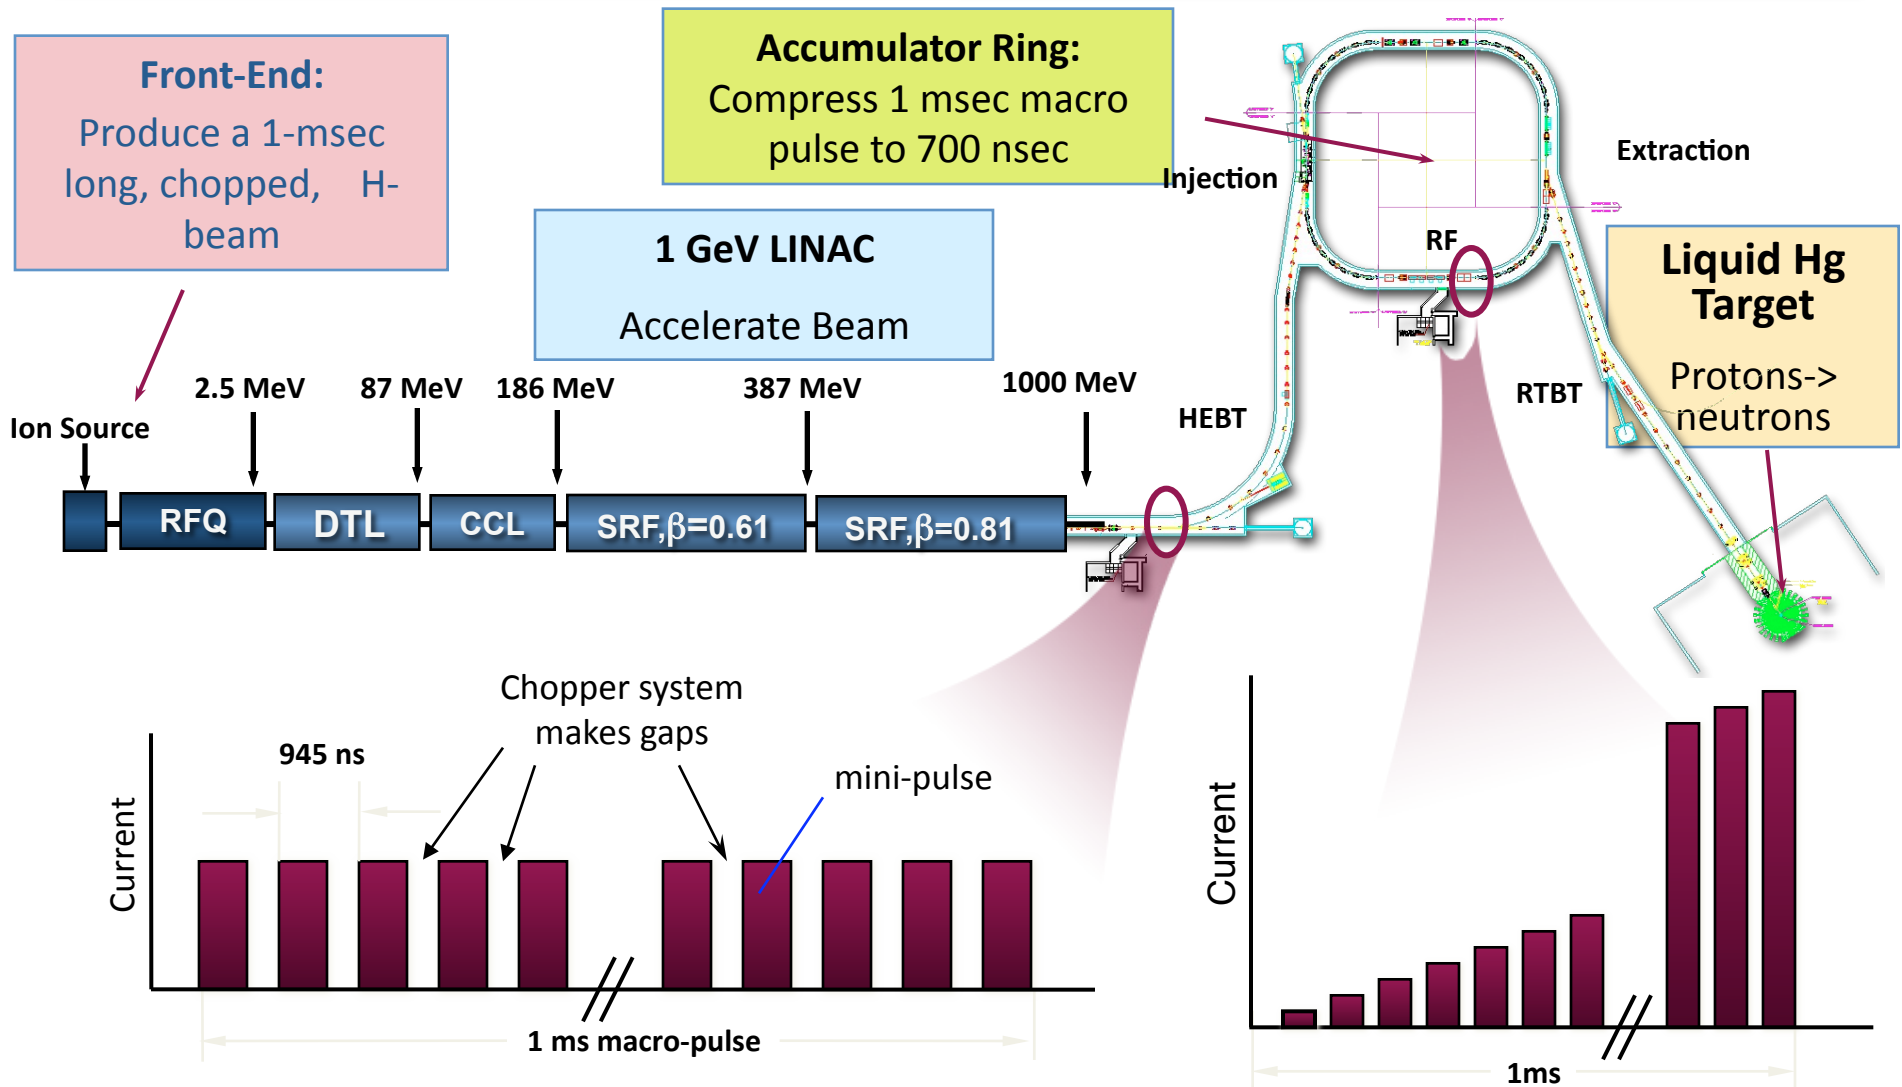 Front-End:
Produce a 1-msec
long, chopped, H-
beam
Accumulator Ring:
Compress 1 msec macro
pulse to 700 nsec
1 GeV LINAC
Accelerate Beam
Injection
Extraction
RF
Liquid Hg
Target
Protons->
neutrons
RTBT
HEBT
Ion Source
2.5 MeV
87 MeV
186 MeV
387 MeV
1000 MeV
RFQ
DTL
CCL
SRF,β=0.61
SRF,β=0.81
Chopper system
makes gaps
945 ns
mini-pulse
Current
1 ms macro-pulse
Current
1ms